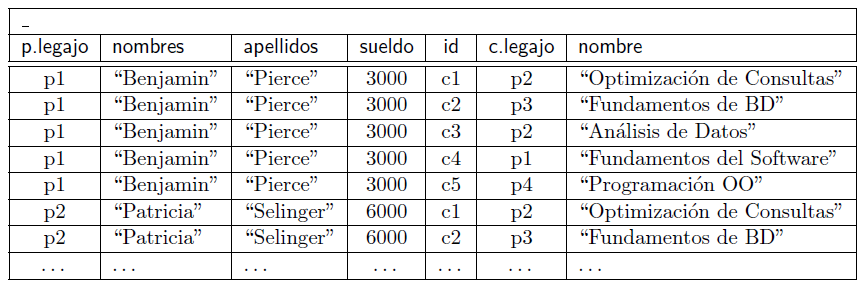 _
p.legajo nombres apellidos sueldo id c.legajo nombre
p1 “Benjamin” “Pierce” 3000 c1 p2 “Optimización de Consultas”
p1 “Benjamin” “Pierce” 3000 c2 p3 “Fundamentos de BD”
p1 “Benjamin” “Pierce” 3000 c3 p2 “Análisis de Datos”
p1 “Benjamin” “Pierce” 3000 c4 p1 “Fundamentos del Software”
p1 “Benjamin” “Pierce” 3000 c5 p4 “Programación OO”
p2 “Patricia” “Selinger” 6000 c1 p2 “Optimización de Consultas”
p2 “Patricia” “Selinger” 6000 c2 p3 “Fundamentos de BD”
... ... ... ... ... ... ...